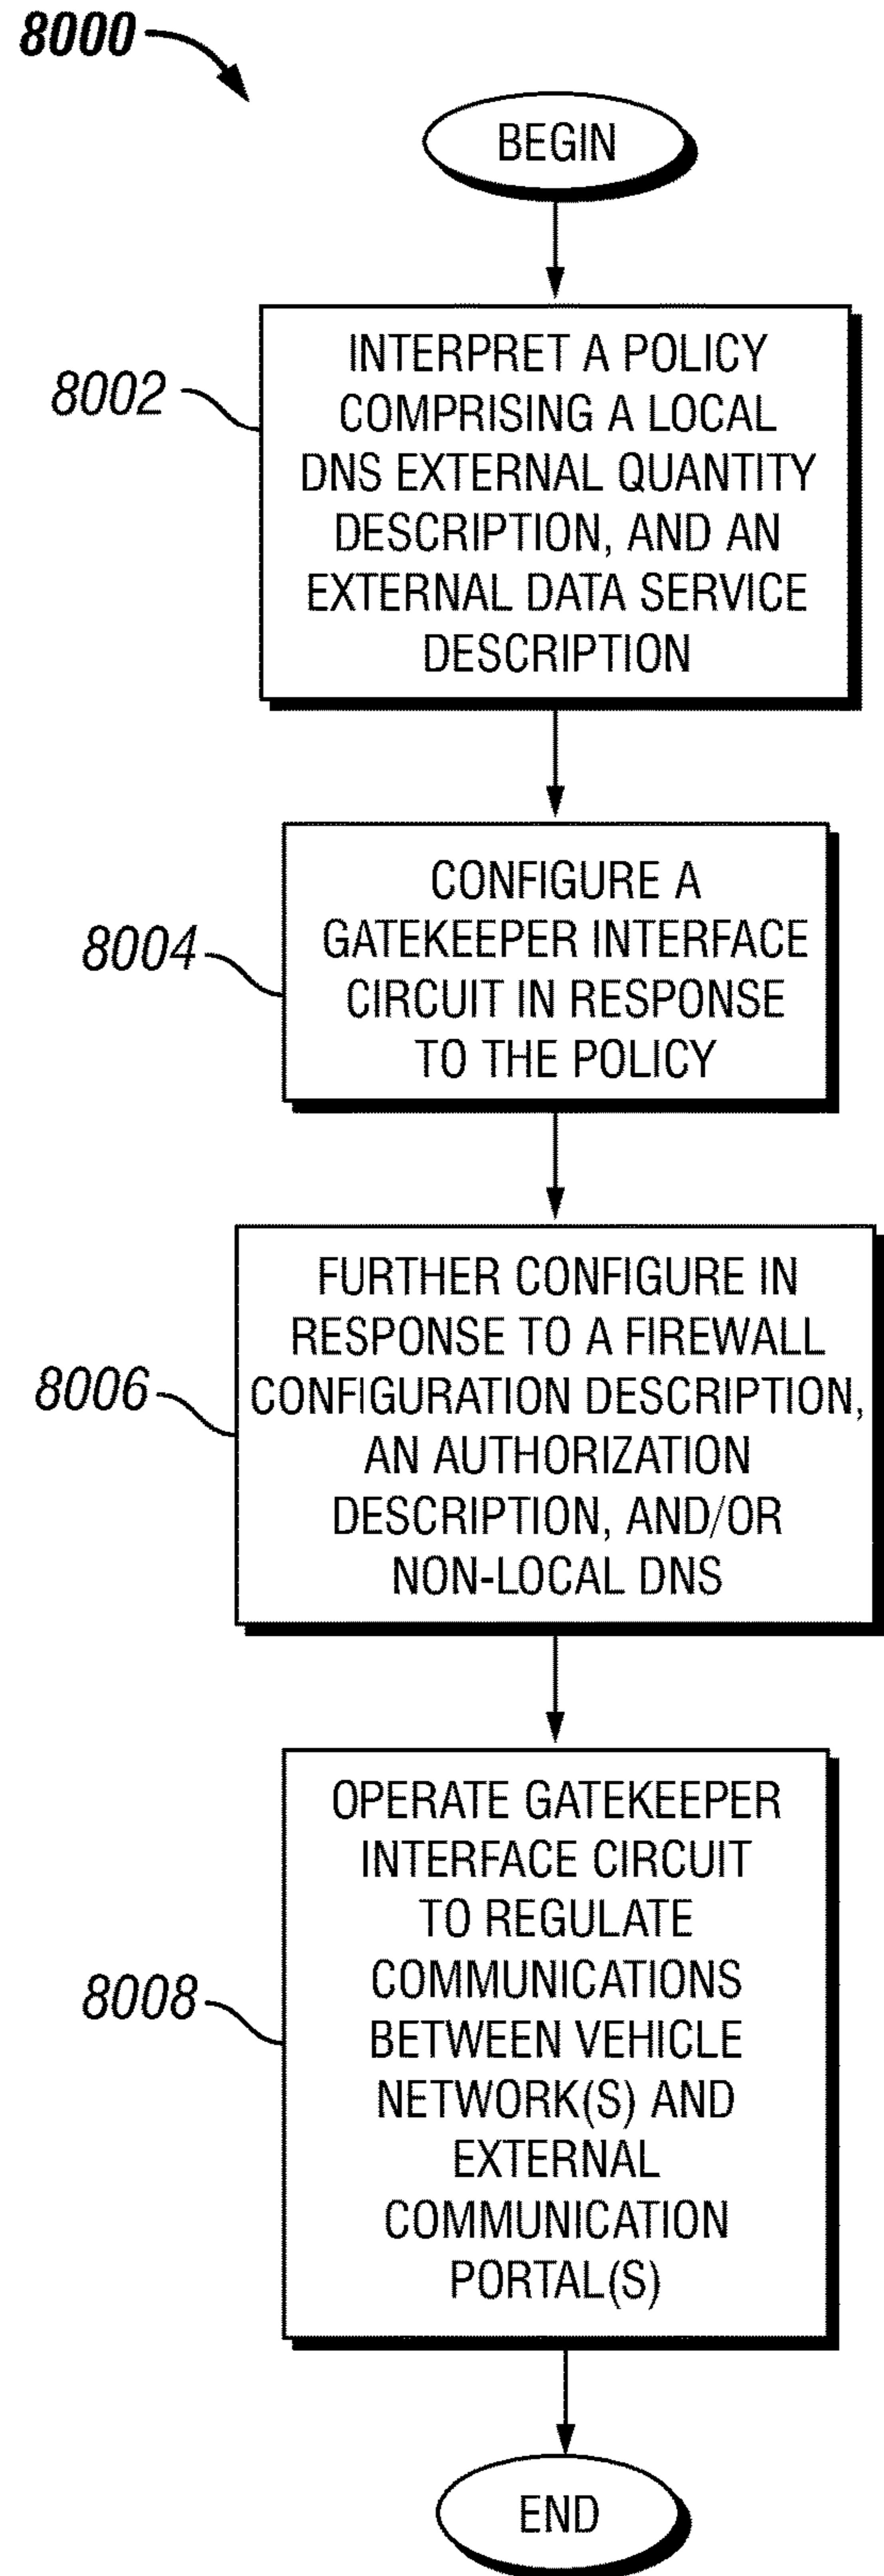 8000
BEGIN
8002
INTERPRET A POLICY
COMPRISING A LOCAL
DNS EXTERNAL QUANTITY
DESCRIPTION, AND AN
EXTERNAL DATA SERVICE
DESCRIPTION
8004
CONFIGURE A
GATEKEEPER INTERFACE
CIRCUIT IN RESPONSE
TO THE POLICY
8006
FURTHER CONFIGURE IN
RESPONSE TO A FIREWALL
CONFIGURATION DESCRIPTION,
AN AUTHORIZATION
DESCRIPTION, AND/OR
NON-LOCAL DNS
8008
OPERATE GATEKEEPER
INTERFACE CIRCUIT
TO REGULATE
COMMUNICATIONS
BETWEEN VEHICLE
NETWORK(S) AND
EXTERNAL
COMMUNICATION
PORTAL(S)
END